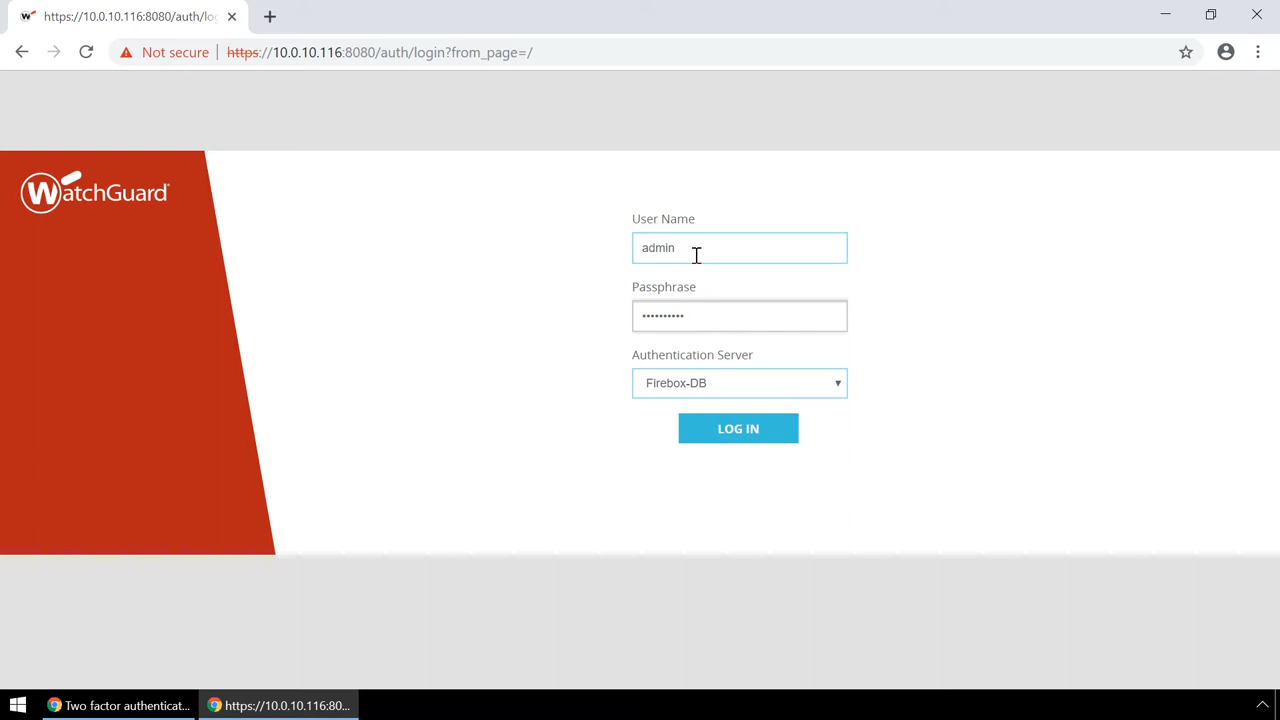 https://10.0.10.116:8080/auth/log
Not secure https://10.0.10.116:8080/auth/login?from_page=/
WatchGuard
User Name
admin
Passphrase
••••••••••
Authentication Server
Firebox-DB
LOG IN
Two factor authenticat... https://10.0.10.116:80...